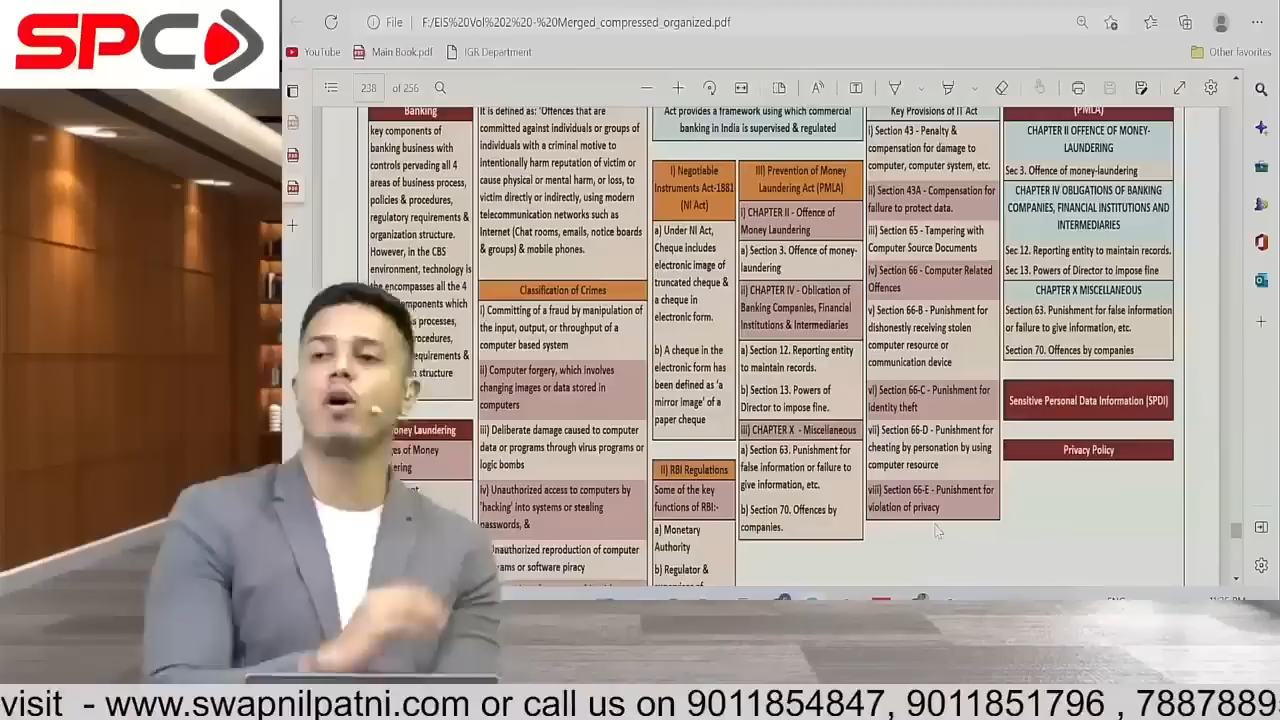 SPC
File
F:/EIS%20Vol%202%20-%20Merged_compressed_organized.pdf
YouTube
Main Book.pdf
IGR Department
Other favorites
238
of 256
Banking
key components of
banking business with
controls pervading all 4
areas of business process,
policies & procedures,
regulatory requirements &
organization structure.
However, in the CBS
environment, technology is
encompasses all the 4
components which
processes,
requirements &
structure
It is defined as: 'Offences that are
committed against individuals or groups of
individuals with a criminal motive to
intentionally harm reputation of victim or
cause physical or mental harm, or loss, to
victim directly or indirectly, using modern
telecommunication networks such as
Internet (Chat rooms, emails, notice boards
& groups) & mobile phones.
Classification of Crimes
i) Committing of a fraud by manipulation of
the input, output, or throughput of a
computer based system
ii) Computer forgery, which involves
changing images or data stored in
computers
iii) Deliberate damage caused to computer
data or programs through virus programs or
logic bombs
iv) Unauthorized access to computers by
'hacking' into systems or stealing
passwords, &
Unauthorized reproduction of computer
or software piracy
Act provides a framework using which commercial
banking in India is supervised & regulated
I) Negotiable
Instruments Act-1881
(NI Act)
a) Under NI Act,
Cheque includes
electronic image of
truncated cheque &
a cheque in
electronic form.
b) A cheque in the
electronic form has
been defined as 'a
mirror image' of a
paper cheque
II) RBI Regulations
Some of the key
functions of RBI:-
a) Monetary
Authority
b) Regulator &
III) Prevention of Money
Laundering Act (PMLA)
i) CHAPTER II - Offence of
Money Laundering
a) Section 3. Offence of money-
laundering
ii) CHAPTER IV - Oblication of
Banking Companies, Financial
Institutions & Intermediaries
a) Section 12. Reporting entity
to maintain records.
b) Section 13. Powers of
Director to impose fine.
iii) CHAPTER X - Miscellaneous
a) Section 63. Punishment for
false information or failure to
give information, etc.
b) Section 70. Offences by
companies.
Key Provisions of IT Act
i) Section 43 - Penalty &
compensation for damage to
computer, computer system, etc.
ii) Section 43A - Compensation for
failure to protect data.
iii) Section 65 - Tampering with
Computer Source Documents
iv) Section 66 - Computer Related
Offences
v) Section 66-B - Punishment for
dishonestly receiving stolen
computer resource or
communication device
vi) Section 66-C - Punishment for
identity theft
vii) Section 66-D - Punishment for
cheating by personation by using
computer resource
viii) Section 66-E - Punishment for
violation of privacy
(PMLA)
CHAPTER II OFFENCE OF MONEY-
LAUNDERING
Sec 3. Offence of money-laundering
CHAPTER IV OBLIGATIONS OF BANKING
COMPANIES, FINANCIAL INSTITUTIONS AND
INTERMEDIARIES
Sec 12. Reporting entity to maintain records.
Sec 13. Powers of Director to impose fine
CHAPTER X MISCELLANEOUS
Section 63. Punishment for false information
or failure to give information, etc.
Section 70. Offences by companies
Sensitive Personal Data Information (SPDI)
Privacy Policy
Laundering
of Money
visit - www.swapnilpatni.com or call us on 9011854847, 9011851796 , 7887889